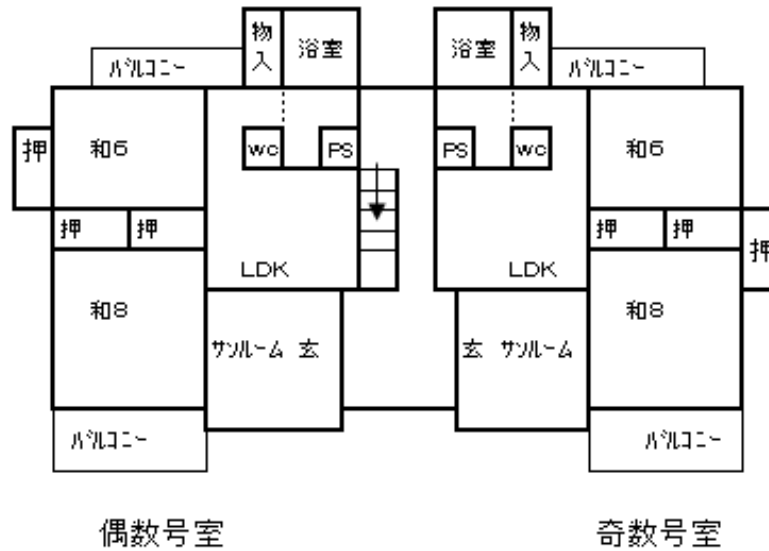 物入 浴室 浴室 物入
バルコニー バルコニー
押 和6 wc PS PS wc 和6
押 押 押 押 押
LDK LDK
和8 和8
サンルーム 玄 玄 サンルーム
バルコニー バルコニー
偶数号室 奇数号室